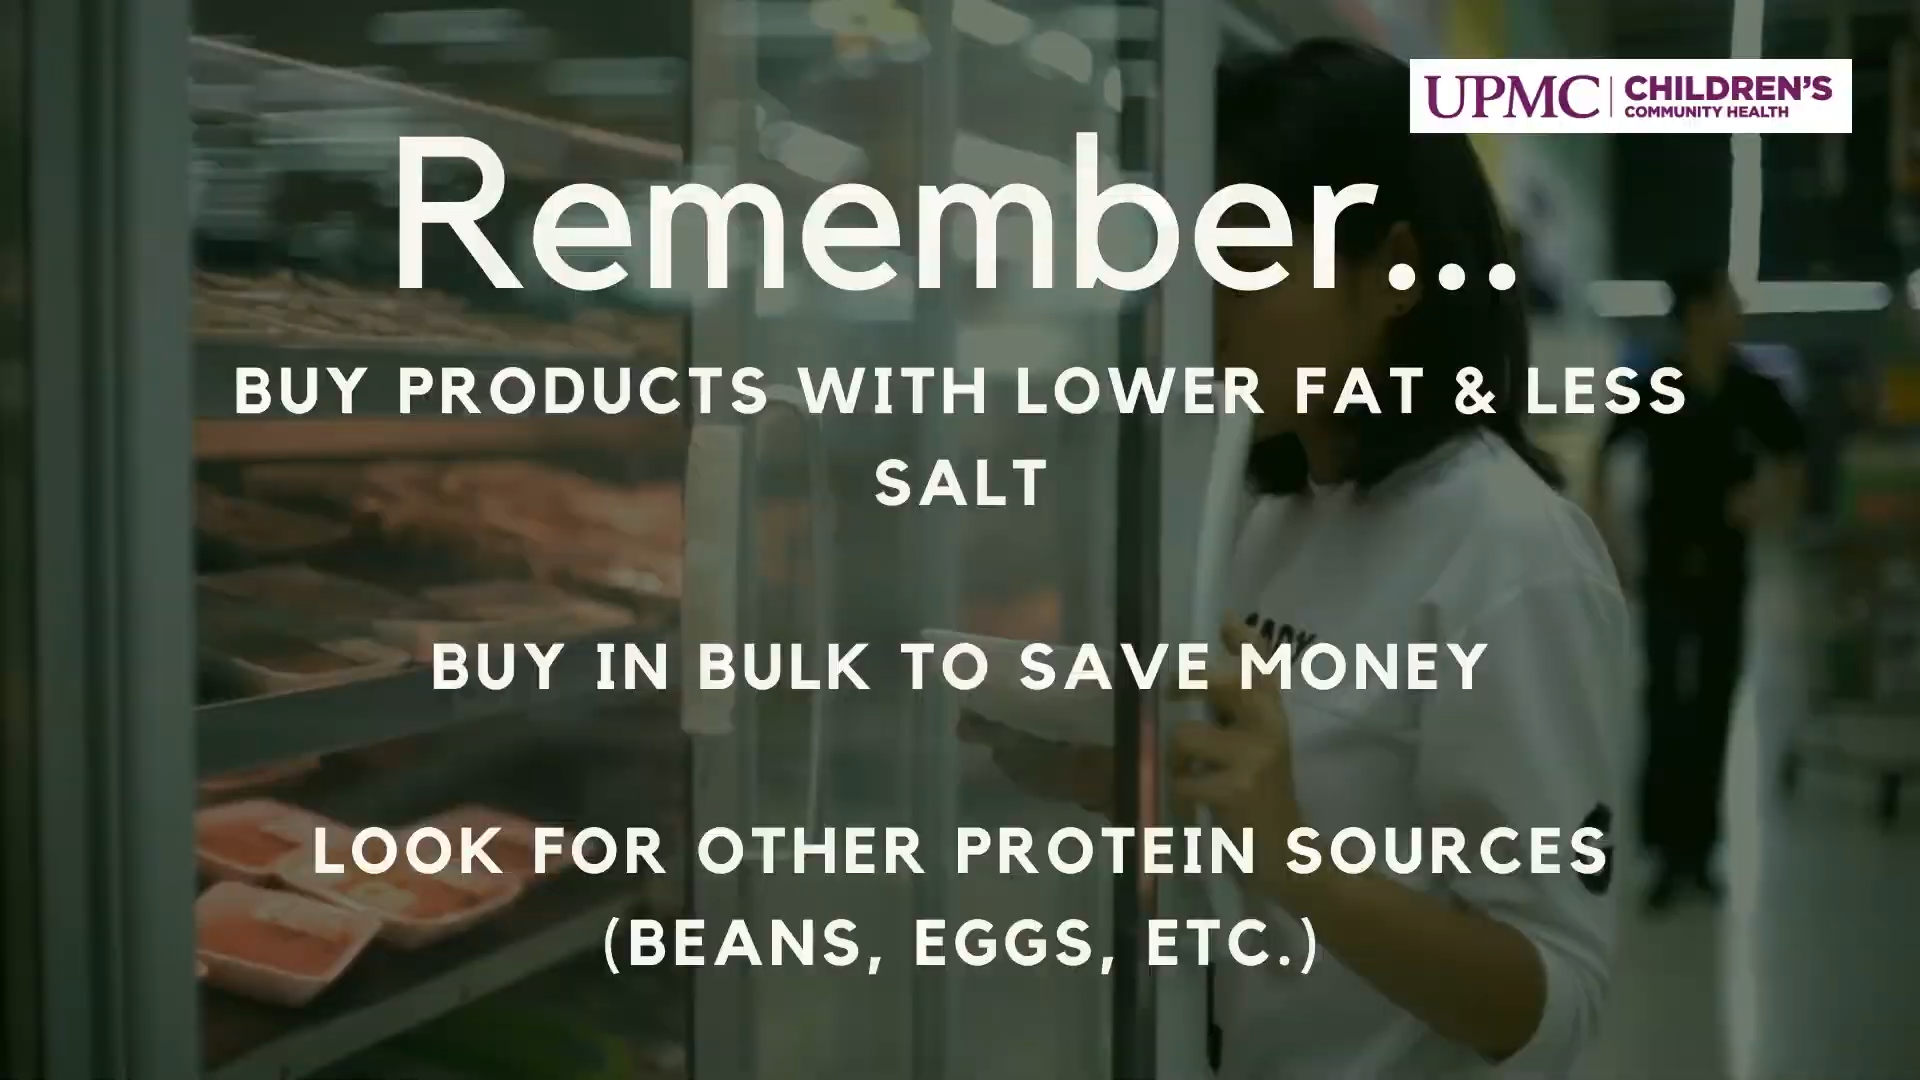 UPMC | CHILDREN'S
COMMUNITY HEALTH
Remember...
BUY PRODUCTS WITH LOWER FAT & LESS
SALT
BUY IN BULK TO SAVE MONEY
LOOK FOR OTHER PROTEIN SOURCES
(BEANS, EGGS, ETC.)